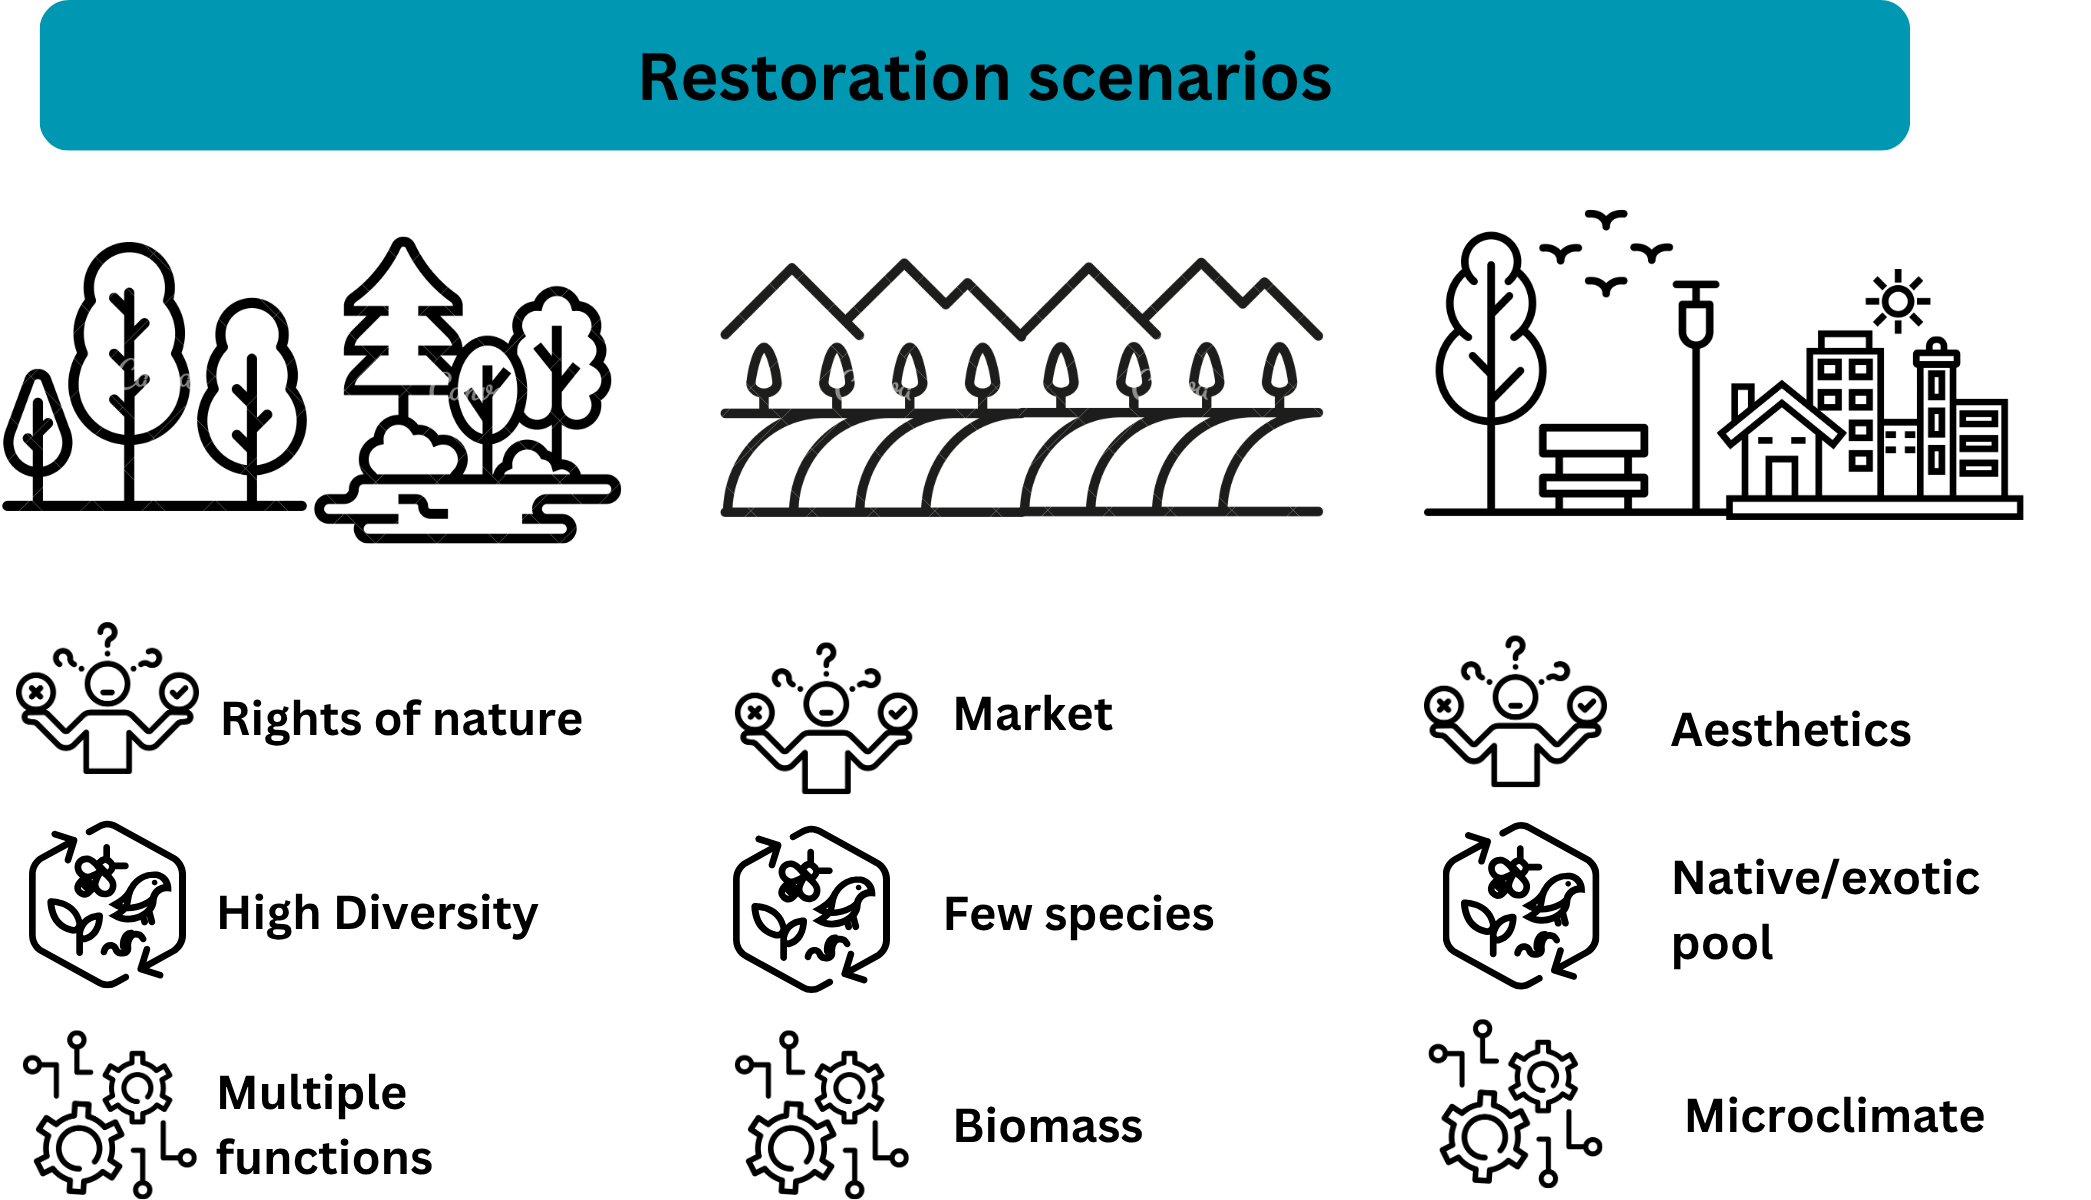 Restoration scenarios
Rights of nature
Market
Aesthetics
High Diversity
Few species
Native/exotic
pool
Multiple
functions
Biomass
Microclimate